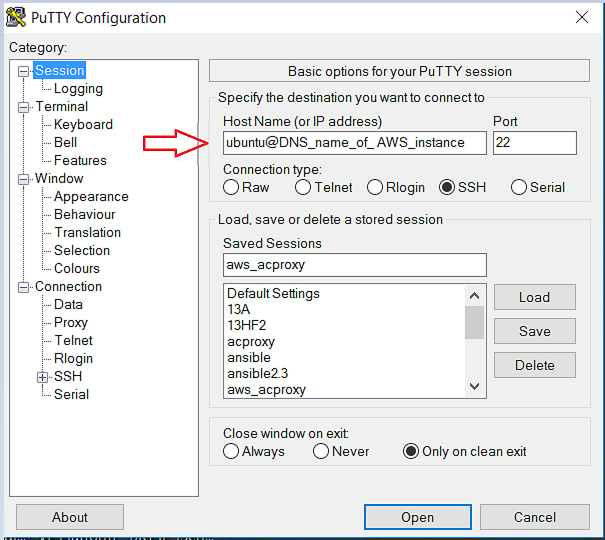 PuTTY Configuration
Category:
Session
Logging
Terminal
Keyboard
Bell
Features
Window
Appearance
Behaviour
Translation
Selection
Colours
Connection
Data
Proxy
Telnet
Rlogin
SSH
Serial
Basic options for your PuTTY session
Specify the destination you want to connect to
Host Name (or IP address) Port
ubuntu@DNS_name_of_ AWS_instance 22
Connection type:
Raw Telnet Rlogin SSH Serial
Load, save or delete a stored session
Saved Sessions
aws_acproxy
Default Settings
13A
13HF2
acproxy
ansible
ansible2.3
aws_acproxy
Load
Save
Delete
Close window on exit:
Always Never Only on clean exit
About Open Cancel